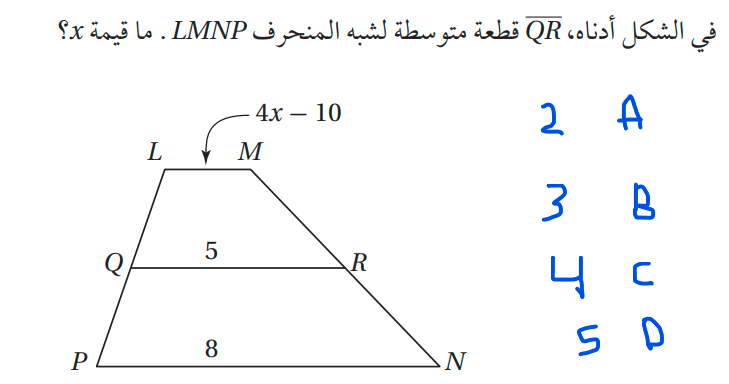 في الشكل أدناه، QR قطعة متوسطة لشبه المنحرف LMNP . ما قيمة x؟
4x – 10
L M
2 A
3 B
Q 5 R
4 C
P 8 N
5 D